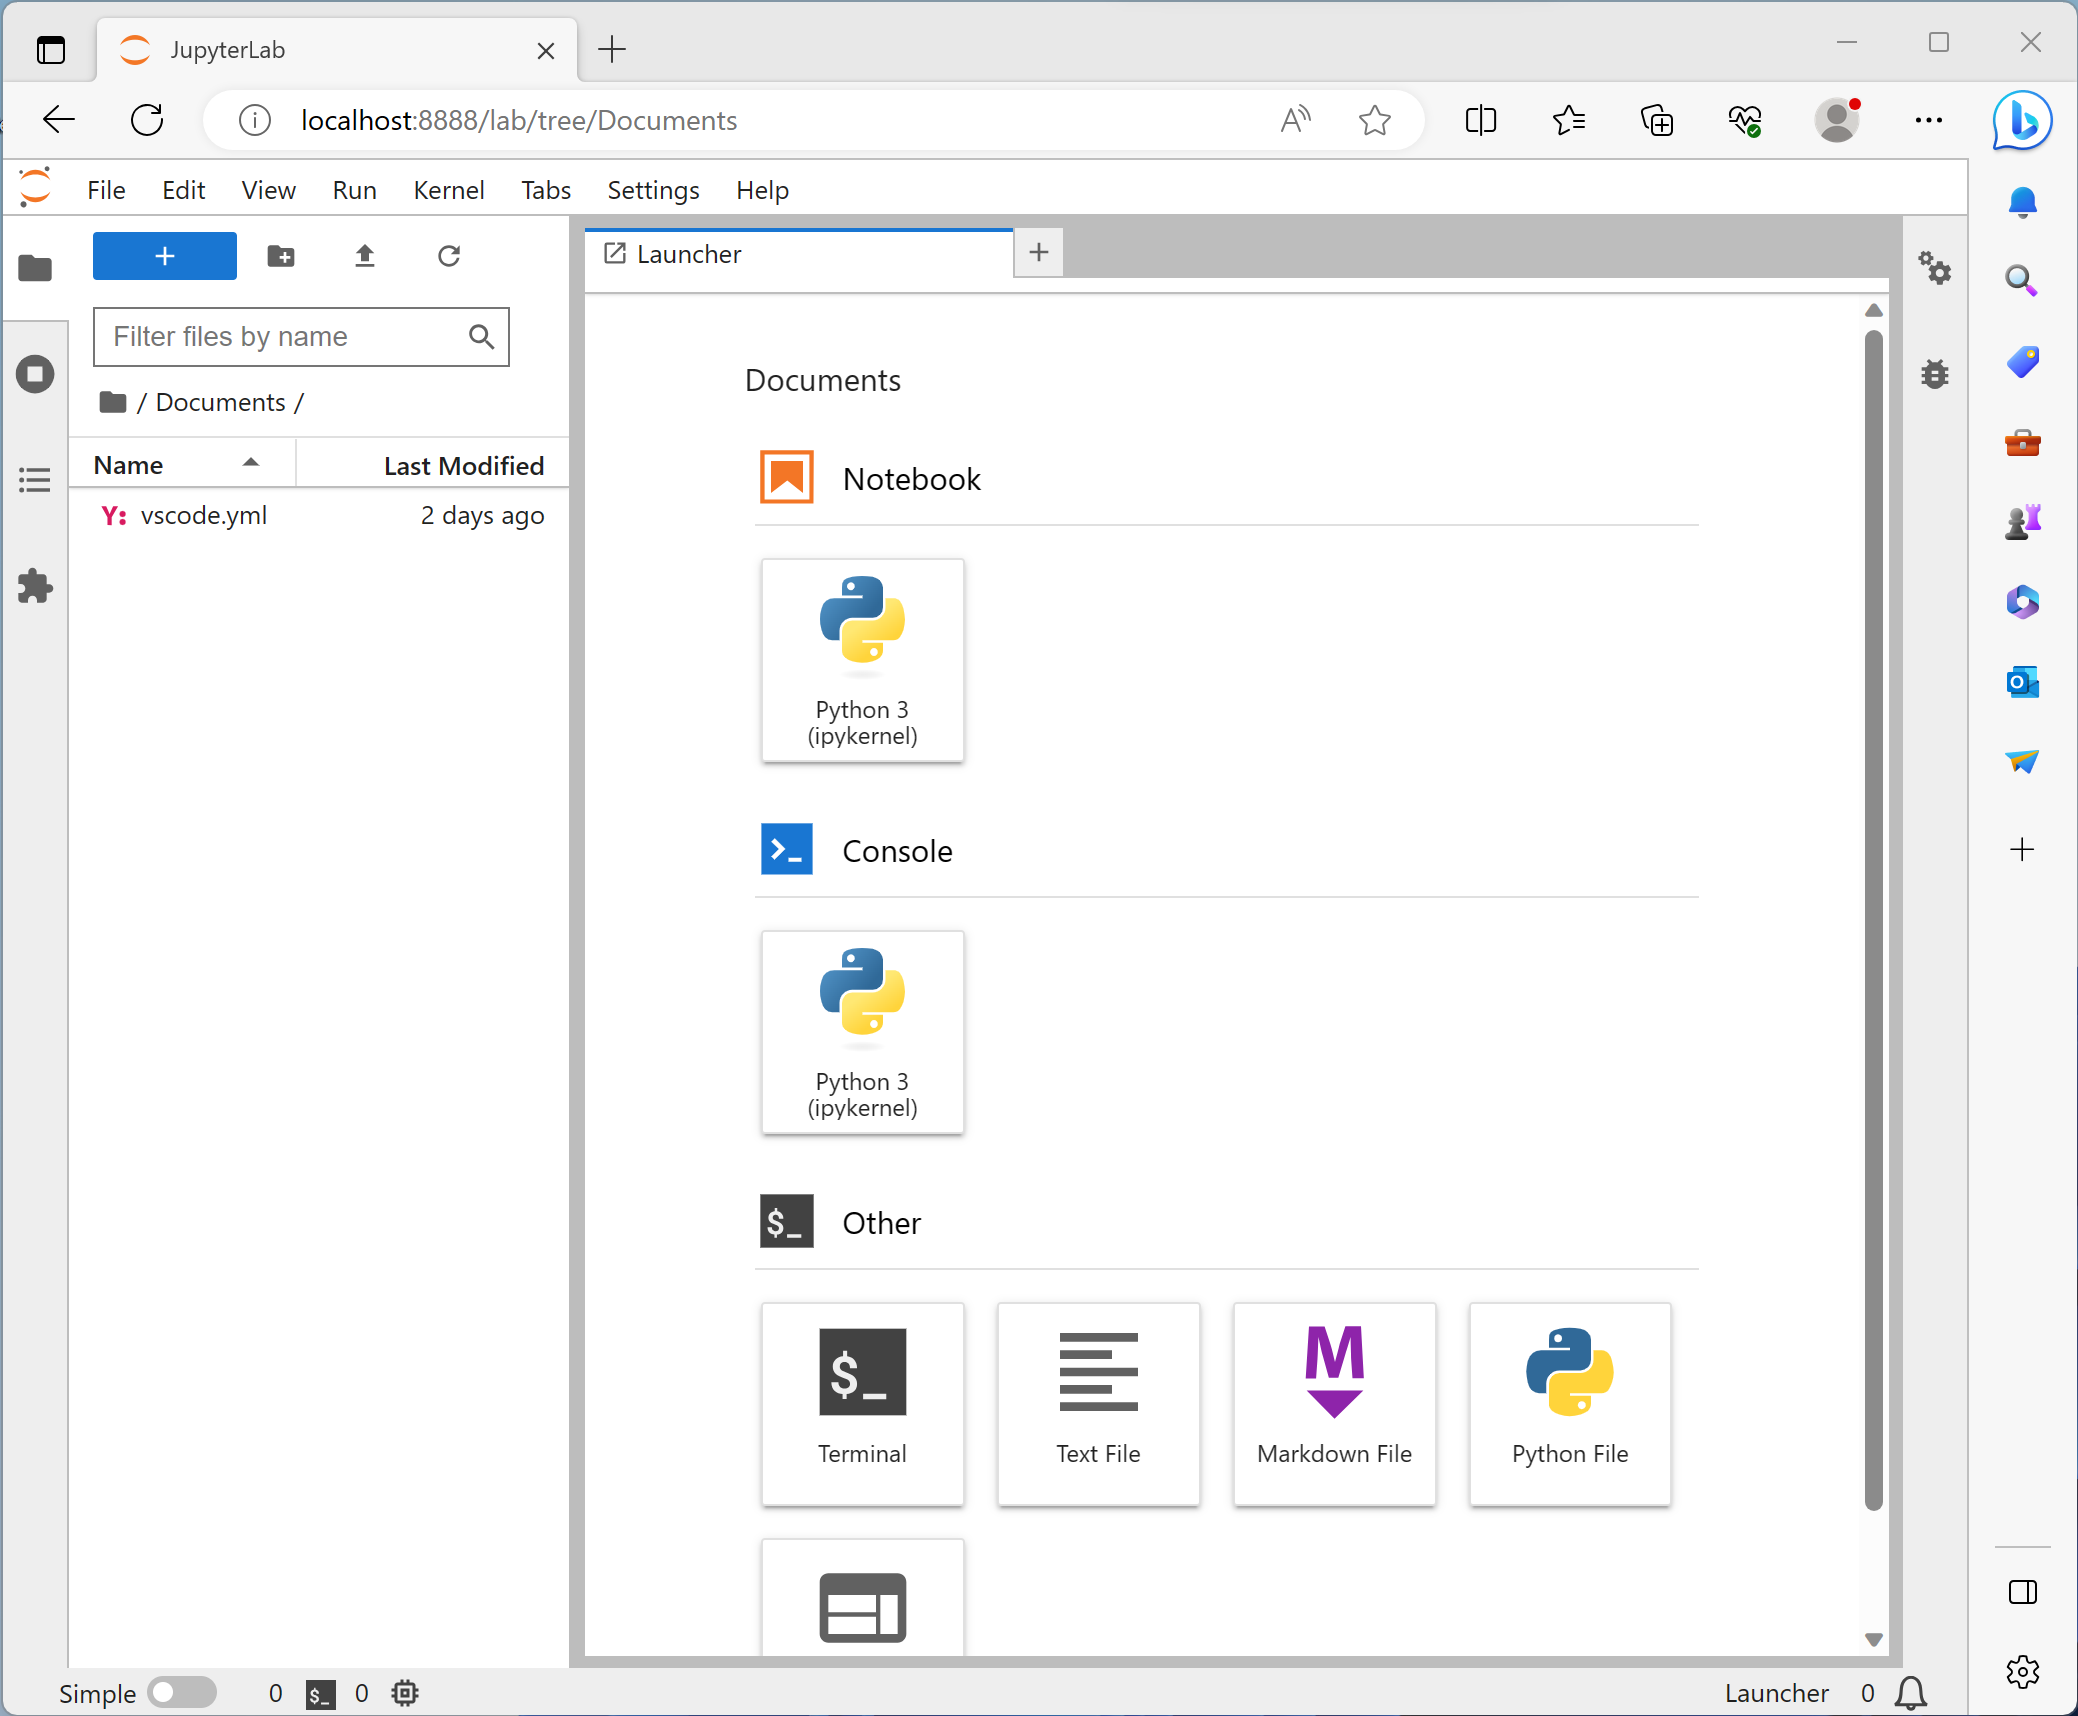 JupyterLab
localhost:8888/lab/tree/Documents
File Edit View Run Kernel Tabs Settings Help
Launcher
Filter files by name
/ Documents /
Name Last Modified
Y: vscode.yml 2 days ago
Documents
Notebook
Python 3
(ipykernel)
Console
Python 3
(ipykernel)
$_ Other
$_
M
Terminal
Text File
Markdown File
Python File
Simple 0 $_ 0 Launcher 0